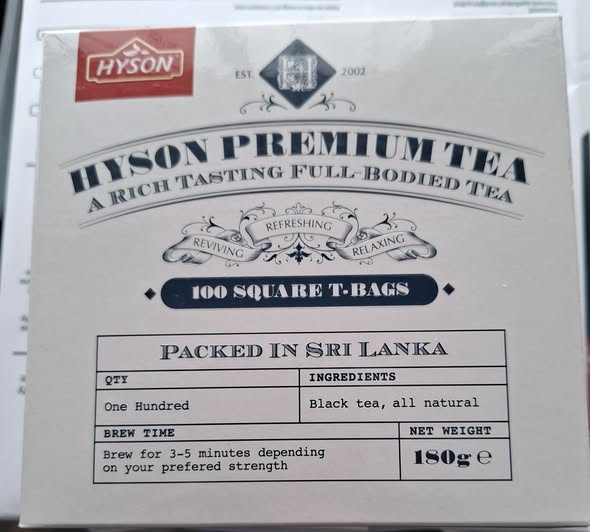 HYSON
EST. 2002
HYSON PREMIUM TEA
A RICH TASTING FULL-BODIED TEA
REVIVING REFRESHING RELAXING
100 SQUARE T-BAGS
PACKED IN SRI LANKA
QTY INGREDIENTS
One Hundred Black tea, all natural
BREW TIME NET WEIGHT
Brew for 3-5 minutes depending
on your prefered strength
180g ℮